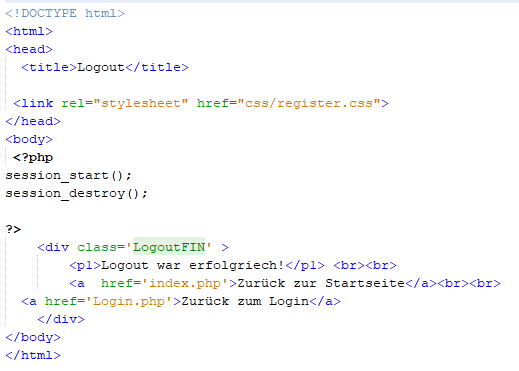 <!DOCTYPE html>
<html>
<head>
<title>Logout</title>
<link rel="stylesheet" href="css/register.css">
</head>
<body>
<?php
session_start();
session_destroy();
?>
<div class='LogoutFIN' >
<p1>Logout war erfolgriech!</p1> <br><br>
<a  href='index.php'>Zurück zur Startseite</a><br><br>
<a href='Login.php'>Zurück zum Login</a>
</div>
</body>
</html>